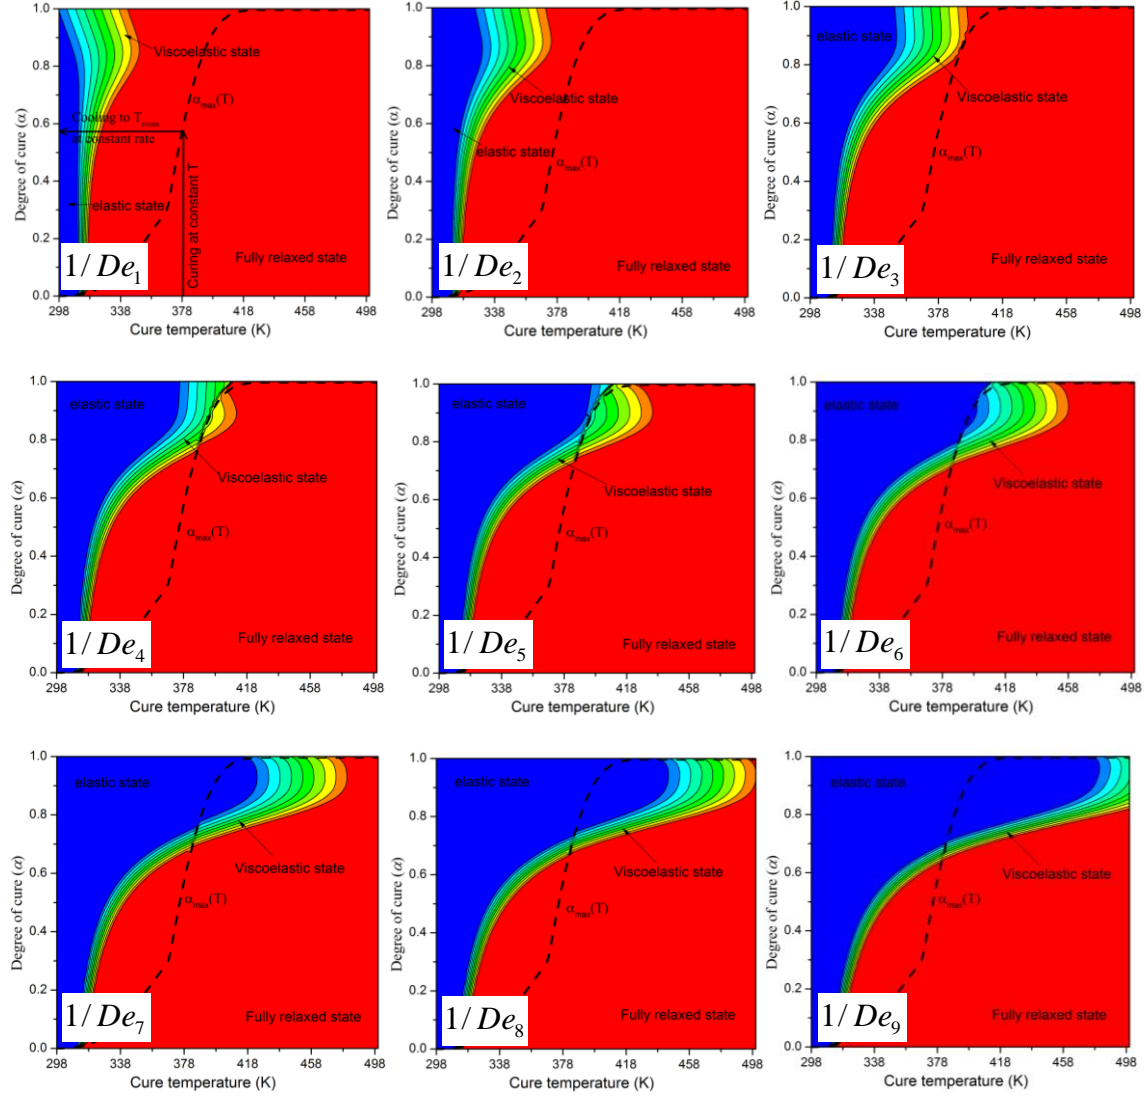 1.0
0.8
0.6
0.4
0.2
0.0
Degree of cure (α)
Viscoelastic state
α_max(T)
Cooling to T_room
at constant rate
elastic state
Curing at constant T
Fully relaxed state
1/ De₁
298 338 378 418 498
Cure temperature (K)
1.0
0.8
0.6
0.4
0.2
0.0
Degree of cure (α)
Viscoelastic state
elastic state
α_max(T)
Fully relaxed state
1/ De₂
298 338 378 418 498
Cure temperature (K)
1.0
0.8
0.6
0.4
0.2
0.0
Degree of cure (α)
elastic state
Viscoelastic state
α_max(T)
Fully relaxed state
1/ De₃
298 338 378 418 458 498
Cure temperature (K)
1.0
0.8
0.6
0.4
0.2
0.0
Degree of cure (α)
elastic state
Viscoelastic state
α_max(T)
Fully relaxed state
1/ De₄
298 338 378 418 458 498
Cure temperature (K)
1.0
0.8
0.6
0.4
0.2
0.0
Degree of cure (α)
elastic state
Viscoelastic state
α_max(T)
Fully relaxed state
1/ De₅
298 338 378 418 458 498
Cure temperature (K)
1.0
0.8
0.6
0.4
0.2
0.0
Degree of cure (α)
elastic state
Viscoelastic state
α_max(T)
Fully relaxed state
1/ De₆
298 338 378 418 458 498
Cure temperature (K)
1.0
0.8
0.6
0.4
0.2
0.0
Degree of cure (α)
elastic state
Viscoelastic state
α_max(T)
Fully relaxed state
1/ De₇
298 338 378 418 458 498
Cure temperature (K)
1.0
0.8
0.6
0.4
0.2
0.0
Degree of cure (α)
elastic state
Viscoelastic state
α_max(T)
Fully relaxed state
1/ De₈
298 338 378 418 458 498
Cure temperature (K)
1.0
0.8
0.6
0.4
0.2
0.0
Degree of cure (α)
elastic state
Viscoelastic state
α_max(T)
Fully relaxed state
1/ De₉
298 338 378 418 458 498
Cure temperature (K)